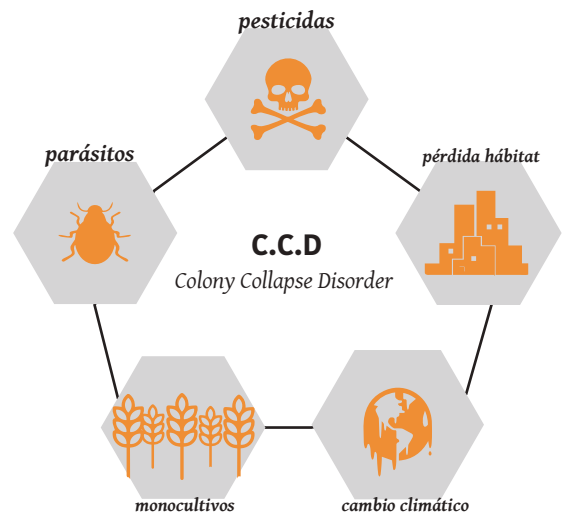 pesticidas
parásitos
pérdida hábitat
C.C.D
Colony Collapse Disorder
monocultivos
cambio climático